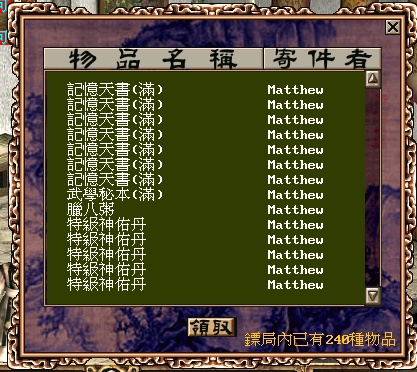 物品名稱 寄件者
記憶天書(滿) Matthew
記憶天書(滿) Matthew
記憶天書(滿) Matthew
記憶天書(滿) Matthew
記憶天書(滿) Matthew
記憶天書(滿) Matthew
記憶天書(滿) Matthew
武學秘本(滿) Matthew
臘八粥 Matthew
特級神佑丹 Matthew
特級神佑丹 Matthew
特級神佑丹 Matthew
特級神佑丹 Matthew
特級神佑丹 Matthew
領取
鏢局內已有240種物品